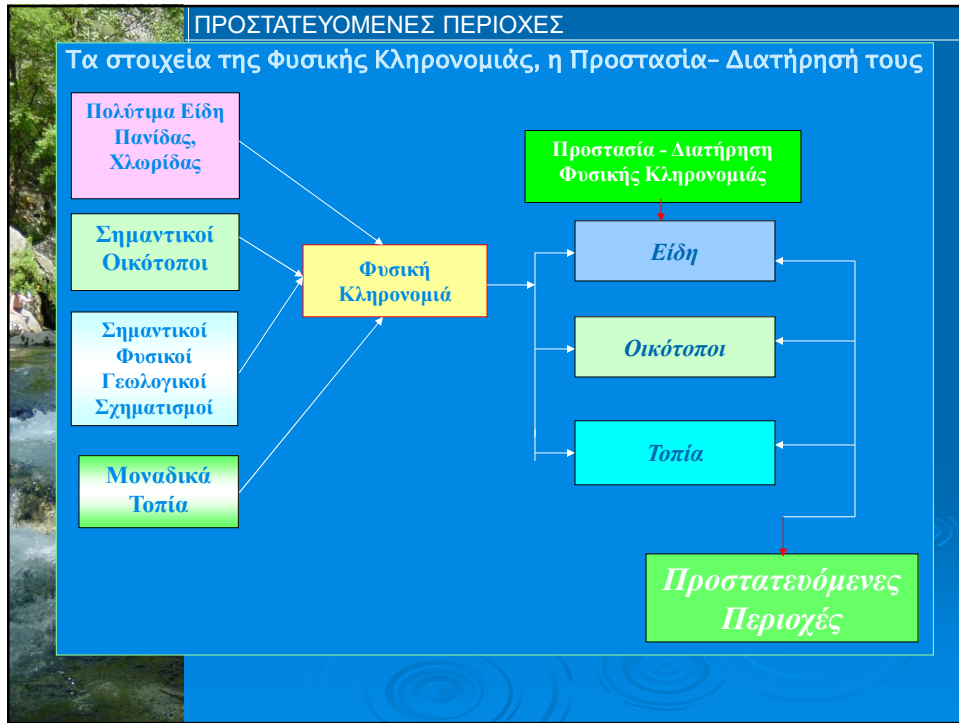 ΠΡΟΣΤΑΤΕΥΟΜΕΝΕΣ ΠΕΡΙΟΧΕΣ
Τα στοιχεία της Φυσικής Κληρονομιάς, η Προστασία– Διατήρησή τους
Πολύτιμα Είδη
Πανίδας,
Χλωρίδας
Σημαντικοί
Οικότοποι
Σημαντικοί
Φυσικοί
Γεωλογικοί
Σχηματισμοί
Μοναδικά
Τοπία
Φυσική
Κληρονομιά
Προστασία - Διατήρηση
Φυσικής Κληρονομιάς
Είδη
Οικότοποι
Τοπία
Προστατευόμενες
Περιοχές